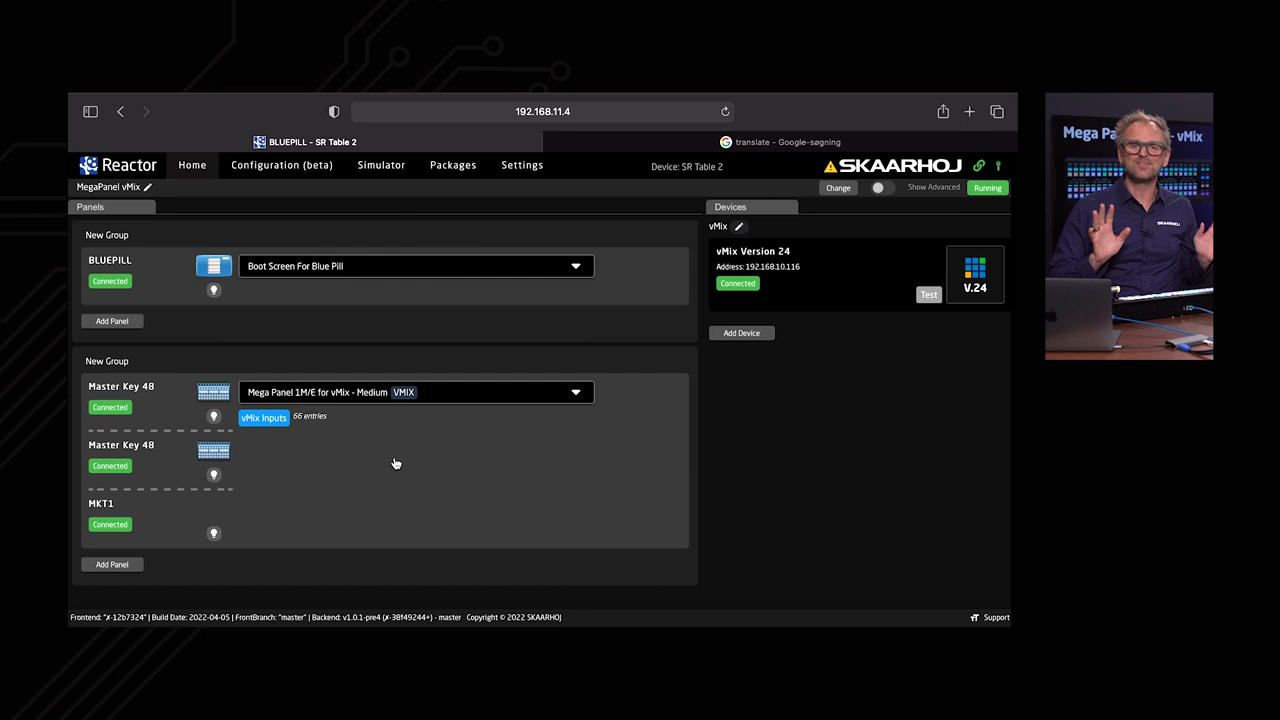 192.168.11.4
BLUEPILL – SR Table 2
translate - Google-søgning
Reactor
Home
Configuration (beta)
Simulator
Packages
Settings
Device: SR Table 2
SKAARHOJ
MegaPanel vMix
Change
Show Advanced
Running
Panels
Devices
New Group
BLUEPILL
Connected
Boot Screen For Blue Pill
Add Panel
New Group
Master Key 48
Connected
Mega Panel 1M/E for vMix - Medium VMIX
vMix Inputs
66 entries
Master Key 48
Connected
MKT1
Connected
Add Panel
vMix
vMix Version 24
Address: 192.168.10.116
Connected
Test
V.24
Add Device
Frontend: "✗-12b7324" | Build Date: 2022-04-05 | FrontBranch: "master" | Backend: v1.0.1-pre4 (✗-38f49244+) - master Copyright © 2022 SKAARHOJ
Support
Mega Pa
- vMix
SKAARHOJ